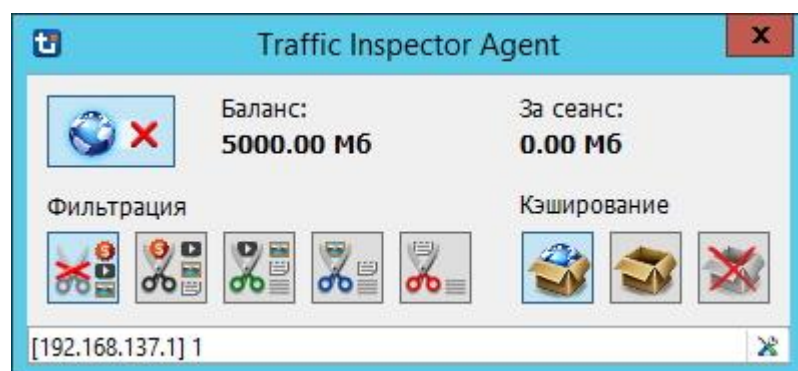 Traffic Inspector Agent
Баланс:
5000.00 Мб
За сеанс:
0.00 Мб
Фильтрация
Кэширование
[192.168.137.1] 1